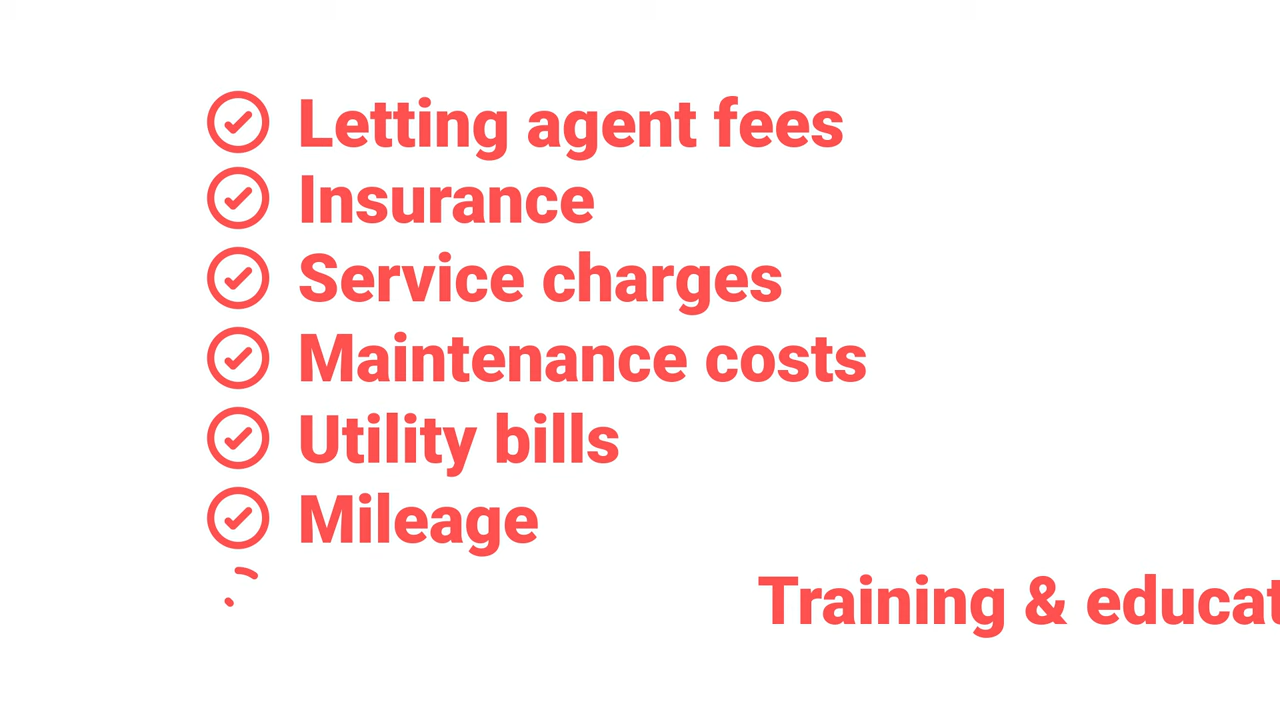 Letting agent fees
Insurance
Service charges
Maintenance costs
Utility bills
Mileage
Training & educat